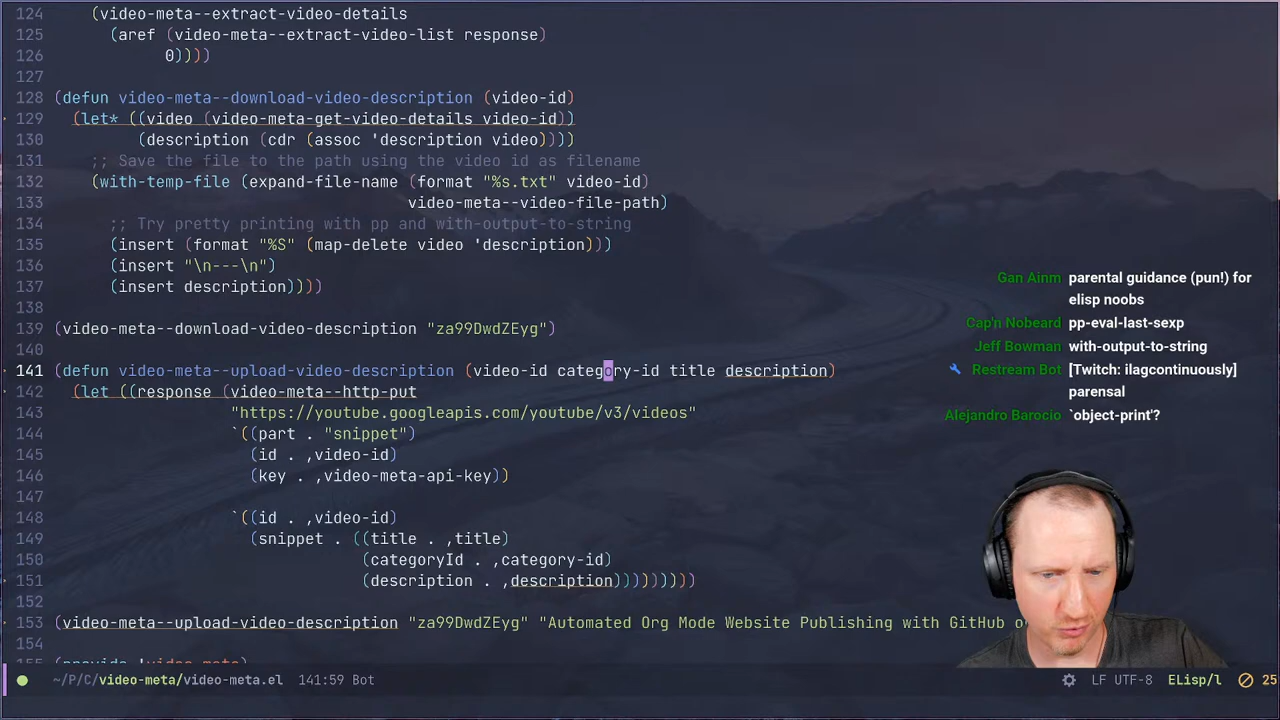 124     (video-meta--extract-video-details
125       (aref (video-meta--extract-video-list response)
126             0))))
127
128 (defun video-meta--download-video-description (video-id)
129   (let* ((video (video-meta-get-video-details video-id))
130          (description (cdr (assoc 'description video))))
131     ;; Save the file to the path using the video id as filename
132     (with-temp-file (expand-file-name (format "%s.txt" video-id)
133                                       video-meta--video-file-path)
134       ;; Try pretty printing with pp and with-output-to-string
135       (insert (format "%S" (map-delete video 'description)))
136       (insert "\n---\n")
137       (insert description))))
138
139 (video-meta--download-video-description "za99DwdZEyg")
140
141 (defun video-meta--upload-video-description (video-id category-id title description)
142   (let ((response (video-meta--http-put
143                    "https://youtube.googleapis.com/youtube/v3/videos"
144                    `((part . "snippet")
145                      (id . ,video-id)
146                      (key . ,video-meta-api-key))
147
148                    `((id . ,video-id)
149                      (snippet . ((title . ,title)
150                                  (categoryId . ,category-id)
151                                  (description . ,description)))))))))
152
153 (video-meta--upload-video-description "za99DwdZEyg" "Automated Org Mode Website Publishing with GitHub
154
155 (provide 'video-meta)
Gan Ainm parental guidance (pun!) for
elisp noobs
Cap'n Nobeard pp-eval-last-sexp
Jeff Bowman with-output-to-string
Restream Bot [Twitch: ilagcontinuously]
parensal
Alejandro Barocio `object-print'?
~/P/C/video-meta/video-meta.el 141:59 Bot LF UTF-8 ELisp/l 25